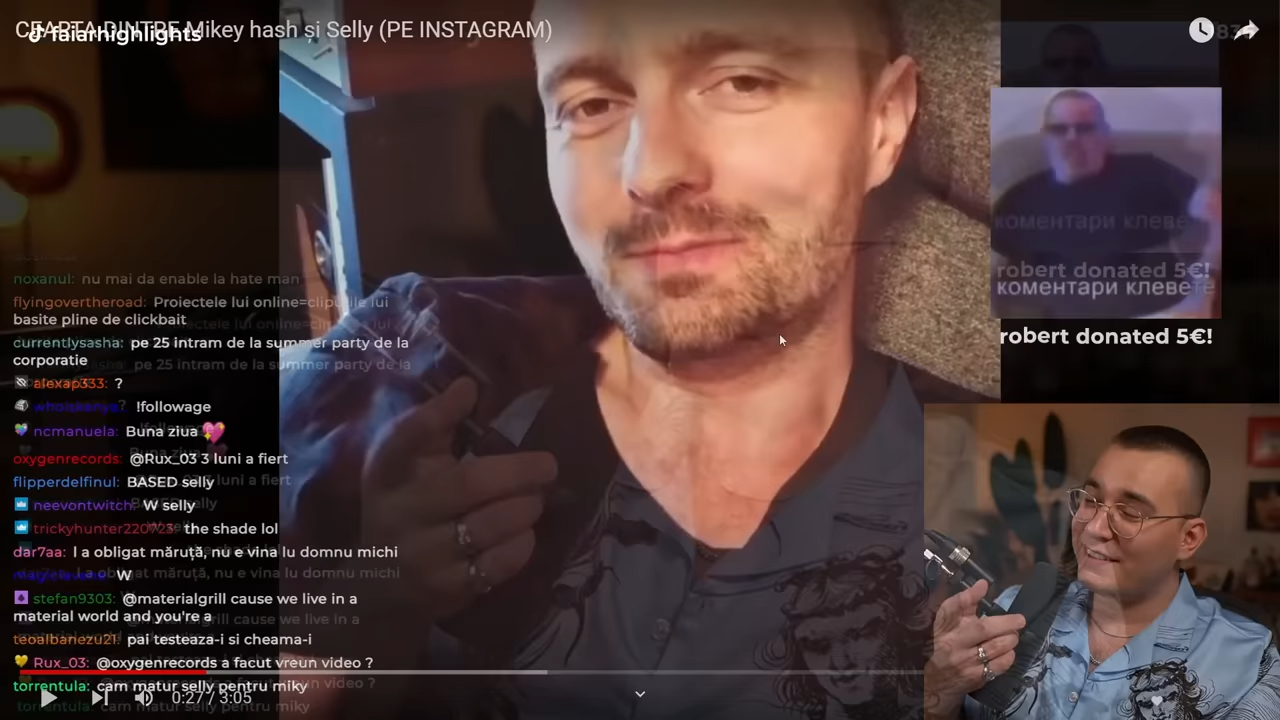 CEARTA DINTRE Mikey hash și Selly (PE INSTAGRAM)
faiarhighlights
коментари клевете
robert donated 5€!
коментари клевете
robert donated 5€!
noxanul: nu mai da enable la hate man
flyingovertheroad: Proiectele lui online=clipurile lui
basite pline de clickbait
currentlysasha: pe 25 intram de la summer party de la
corporatie
alexap333: ?
!followage
ncmanuela: Buna ziua
oxygenrecords: @Rux_03 3 luni a fiert
flipperdelfinul: BASED selly
neevontwitch: W selly
trickyhunter220723: the shade lol
dar7aa: l a obligat măruță, nu e vina lu domnu michi
W
stefan9303: @materialgrill cause we live in a
material world and you're a
teoalbanezu21: pai testeaza-i si cheama-i
Rux_03: @oxygenrecords a facut vreun video ?
torrentula: cam matur selly pentru miky
0:27 / 3:05